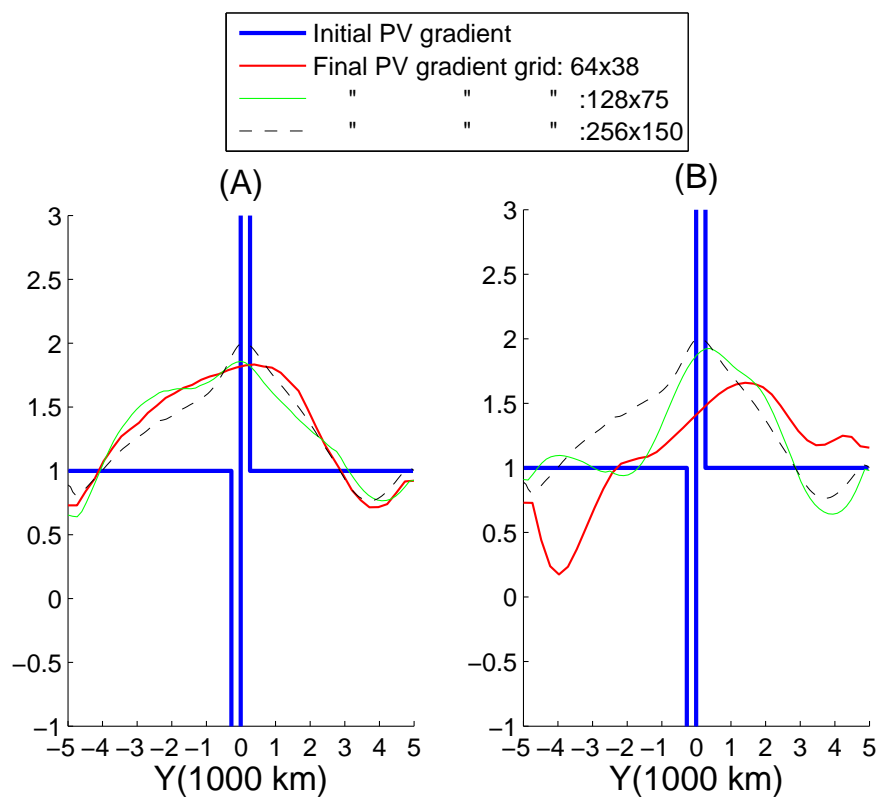 Initial PV gradient
Final PV gradient grid: 64x38
" " " :128x75
" " " :256x150
(A)
(B)
3
2.5
2
1.5
1
0.5
0
−0.5
−1
−5 −4 −3 −2 −1 0 1 2 3 4 5
Y(1000 km)
3
2.5
2
1.5
1
0.5
0
−0.5
−1
−5 −4 −3 −2 −1 0 1 2 3 4 5
Y(1000 km)